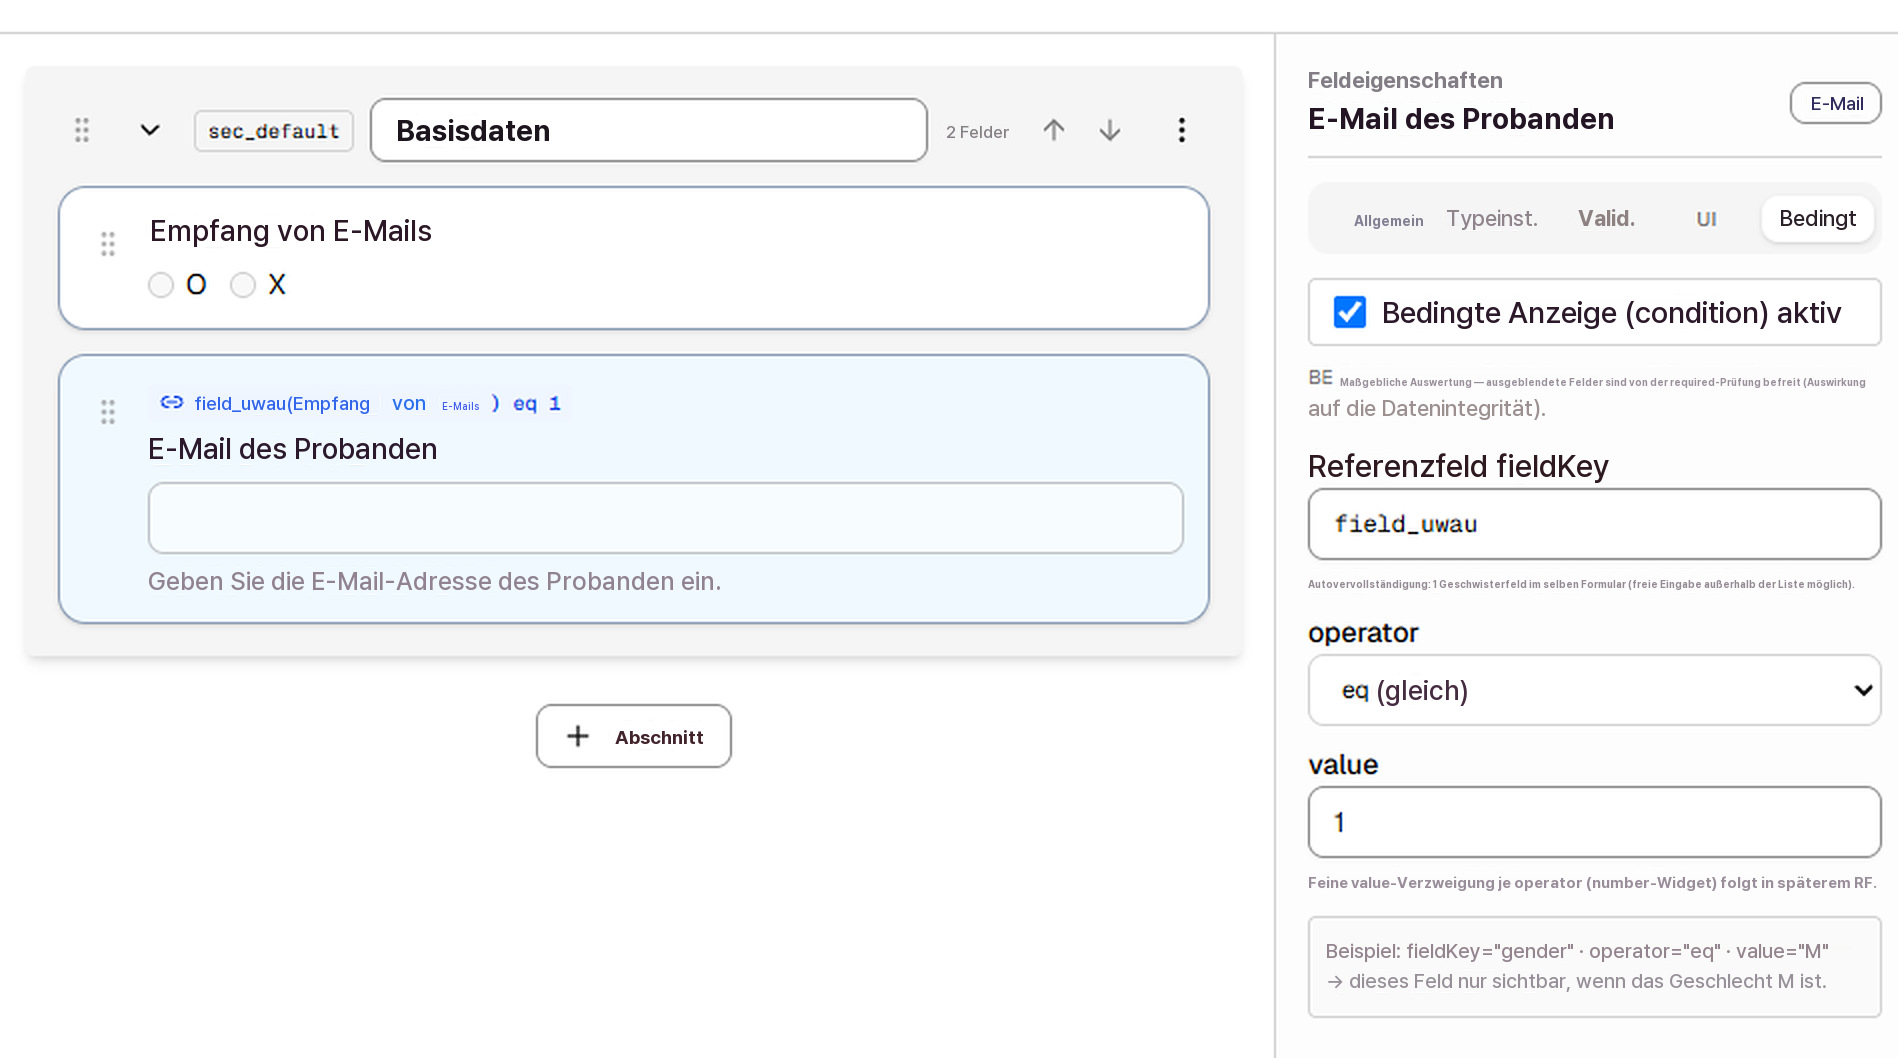 sec_default
Basisdaten
2 Felder
Empfang von E-Mails
O X
field_uwau(Empfang von E-Mails ) eq 1
E-Mail des Probanden
Geben Sie die E-Mail-Adresse des Probanden ein.
+ Abschnitt
Feldeigenschaften
E-Mail des Probanden
E-Mail
Allgemein Typeinst. Valid. UI Bedingt
Bedingte Anzeige (condition) aktiv
BE Maßgebliche Auswertung — ausgeblendete Felder sind von der required-Prüfung befreit (Auswirkung
auf die Datenintegrität).
Referenzfeld fieldKey
field_uwau
Autovervollständigung: 1 Geschwisterfeld im selben Formular (freie Eingabe außerhalb der Liste möglich).
operator
eq (gleich)
value
1
Feine value-Verzweigung je operator (number-Widget) folgt in späterem RF.
Beispiel: fieldKey="gender" · operator="eq" · value="M"
→ dieses Feld nur sichtbar, wenn das Geschlecht M ist.